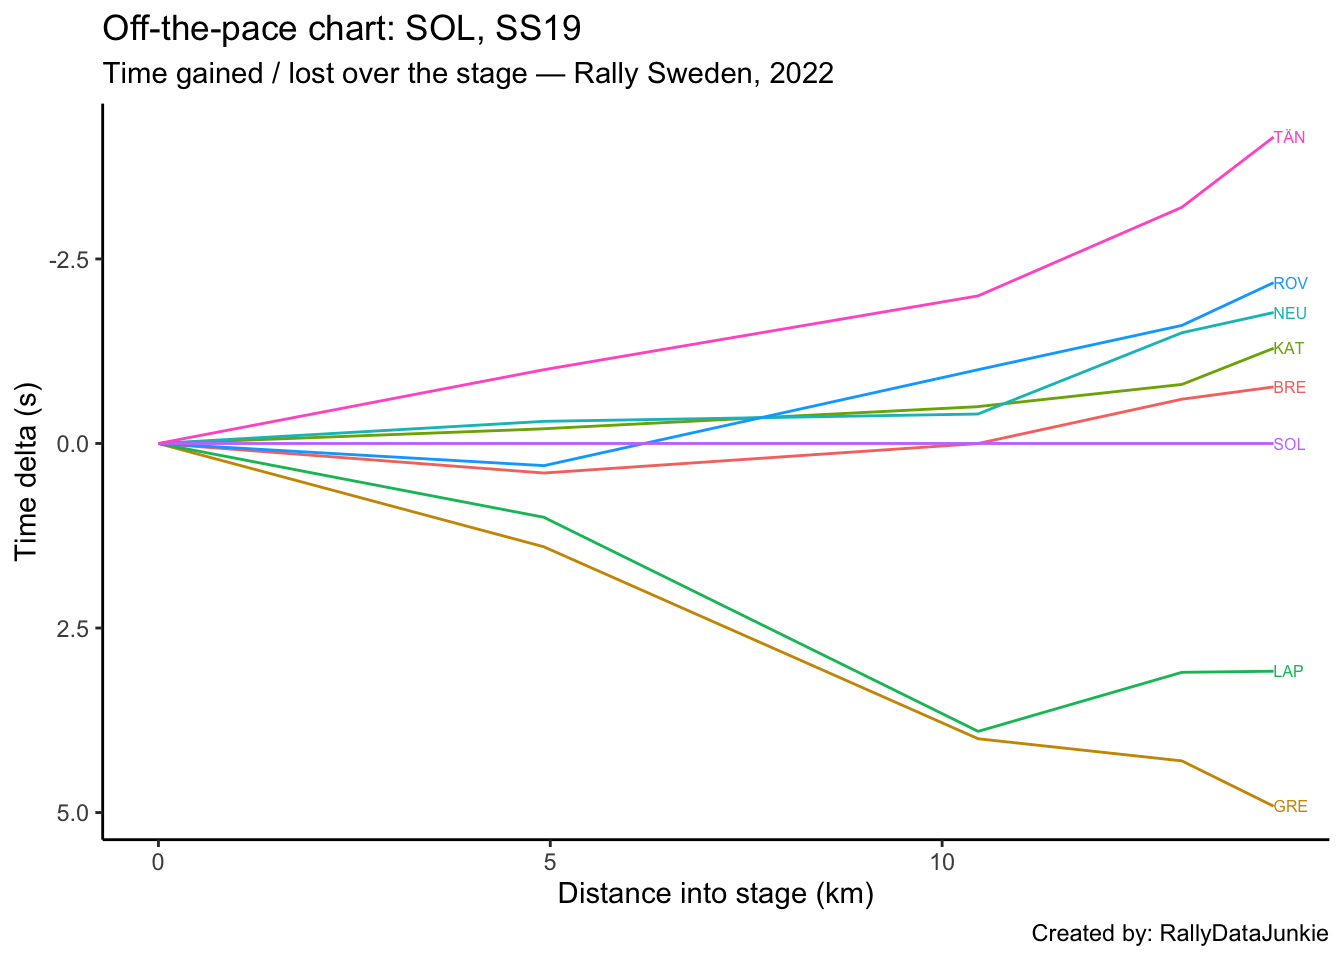 Off-the-pace chart: SOL, SS19
Time gained / lost over the stage — Rally Sweden, 2022
TÄN
-2.5
ROV
NEU
KAT
BRE
0.0
SOL
Time delta (s)
2.5
LAP
GRE
5.0
0 5 10
Distance into stage (km)
Created by: RallyDataJunkie